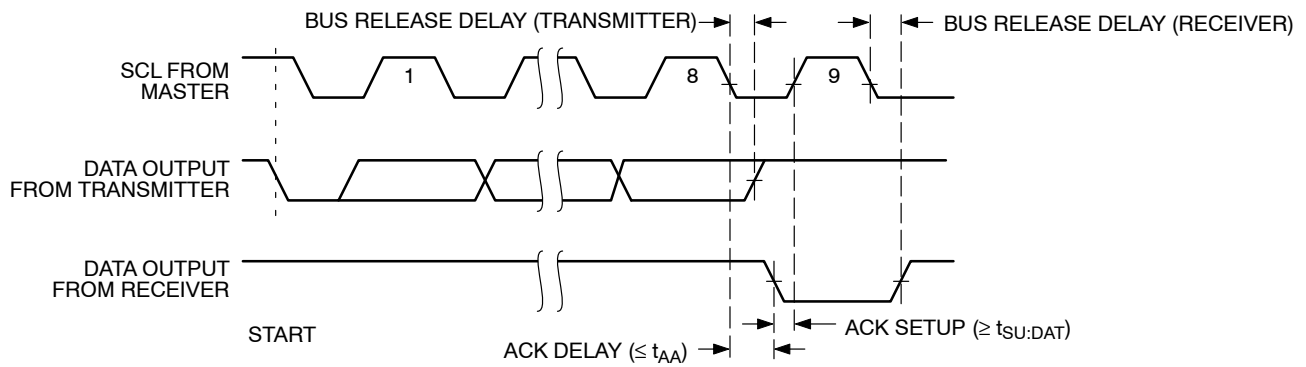 BUS RELEASE DELAY (TRANSMITTER)
BUS RELEASE DELAY (RECEIVER)
SCL FROM
MASTER
1
8
9
DATA OUTPUT
FROM TRANSMITTER
DATA OUTPUT
FROM RECEIVER
START
ACK SETUP (≥ tSU:DAT)
ACK DELAY (≤ tAA)